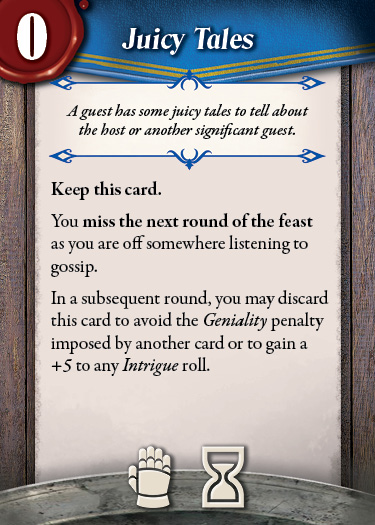 0
Juicy Tales
A guest has some juicy tales to tell about
the host or another significant guest.
Keep this card.
You miss the next round of the feast
as you are off somewhere listening to
gossip.
In a subsequent round, you may discard
this card to avoid the Geniality penalty
imposed by another card or to gain a
+5 to any Intrigue roll.